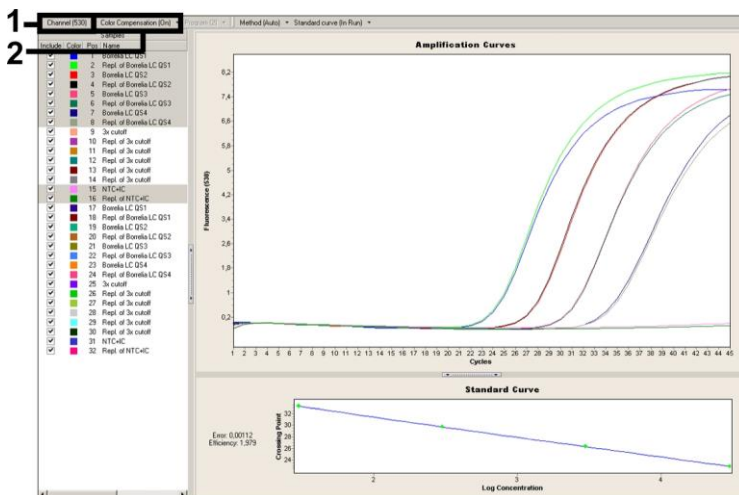 1
Channel (530) Color Compensation (On) Program Off Method (Auto) Standard curve (In Run)
2
Samples
Include Color Pos Name
1 Borrelia LC QS1
2 Repl. of Borrelia LC QS1
3 Borrelia LC QS2
4 Repl. of Borrelia LC QS2
5 Borrelia LC QS3
6 Repl. of Borrelia LC QS3
7 Borrelia LC QS4
8 Repl. of Borrelia LC QS4
9 3x cutoff
10 Repl. of 3x cutoff
11 Repl. of 3x cutoff
12 Repl. of 3x cutoff
13 Repl. of 3x cutoff
14 Repl. of 3x cutoff
15 NTC+IC
16 Repl. of NTC+IC
17 Borrelia LC QS1
18 Repl. of Borrelia LC QS1
19 Borrelia LC QS2
20 Repl. of Borrelia LC QS2
21 Borrelia LC QS3
22 Repl. of Borrelia LC QS3
23 Borrelia LC QS4
24 Repl. of Borrelia LC QS4
25 3x cutoff
26 Repl. of 3x cutoff
27 Repl. of 3x cutoff
28 Repl. of 3x cutoff
29 Repl. of 3x cutoff
30 Repl. of 3x cutoff
31 NTC+IC
32 Repl. of NTC+IC
Amplification Curves
Fluorescence (530)
8,2
7,4
6,6
5,8
5
4,2
3,4
2,6
1,8
1
0,2
1 2 3 4 5 6 7 8 9 10 11 12 13 14 15 16 17 18 19 20 21 22 23 24 25 26 27 28 29 30 31 32 33 34 35 36 37 38 39 40 41 42 43 44 45
Cycles
Standard Curve
Error: 0,00112
Efficiency: 1,979
Crossing Point
32
30
28
26
24
2 3 4
Log Concentration